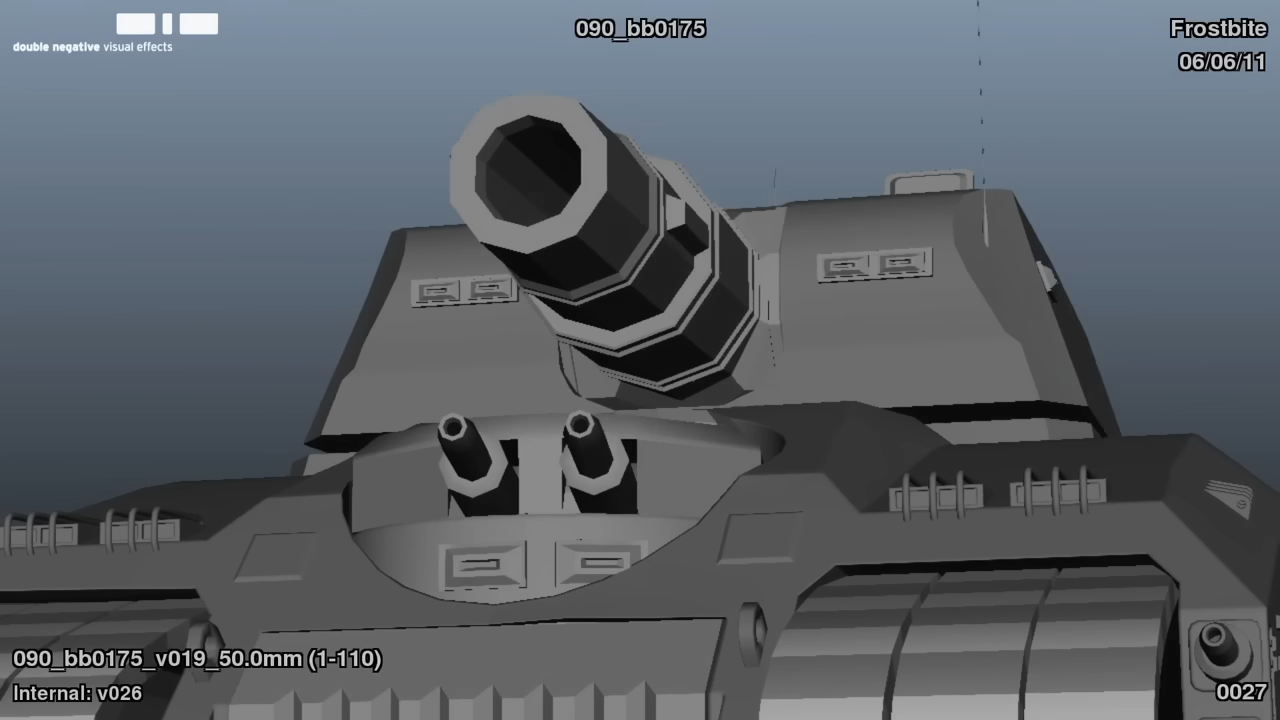 double negative visual effects
090_bb0175
Frostbite
06/06/11
090_bb0175_v019_50.0mm (1-110)
Internal: v026
0027